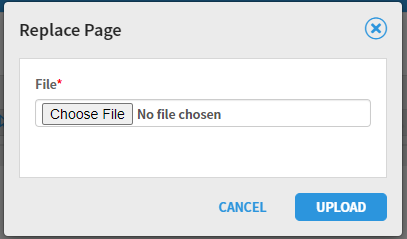 Replace Page
File*
Choose File No file chosen
CANCEL UPLOAD